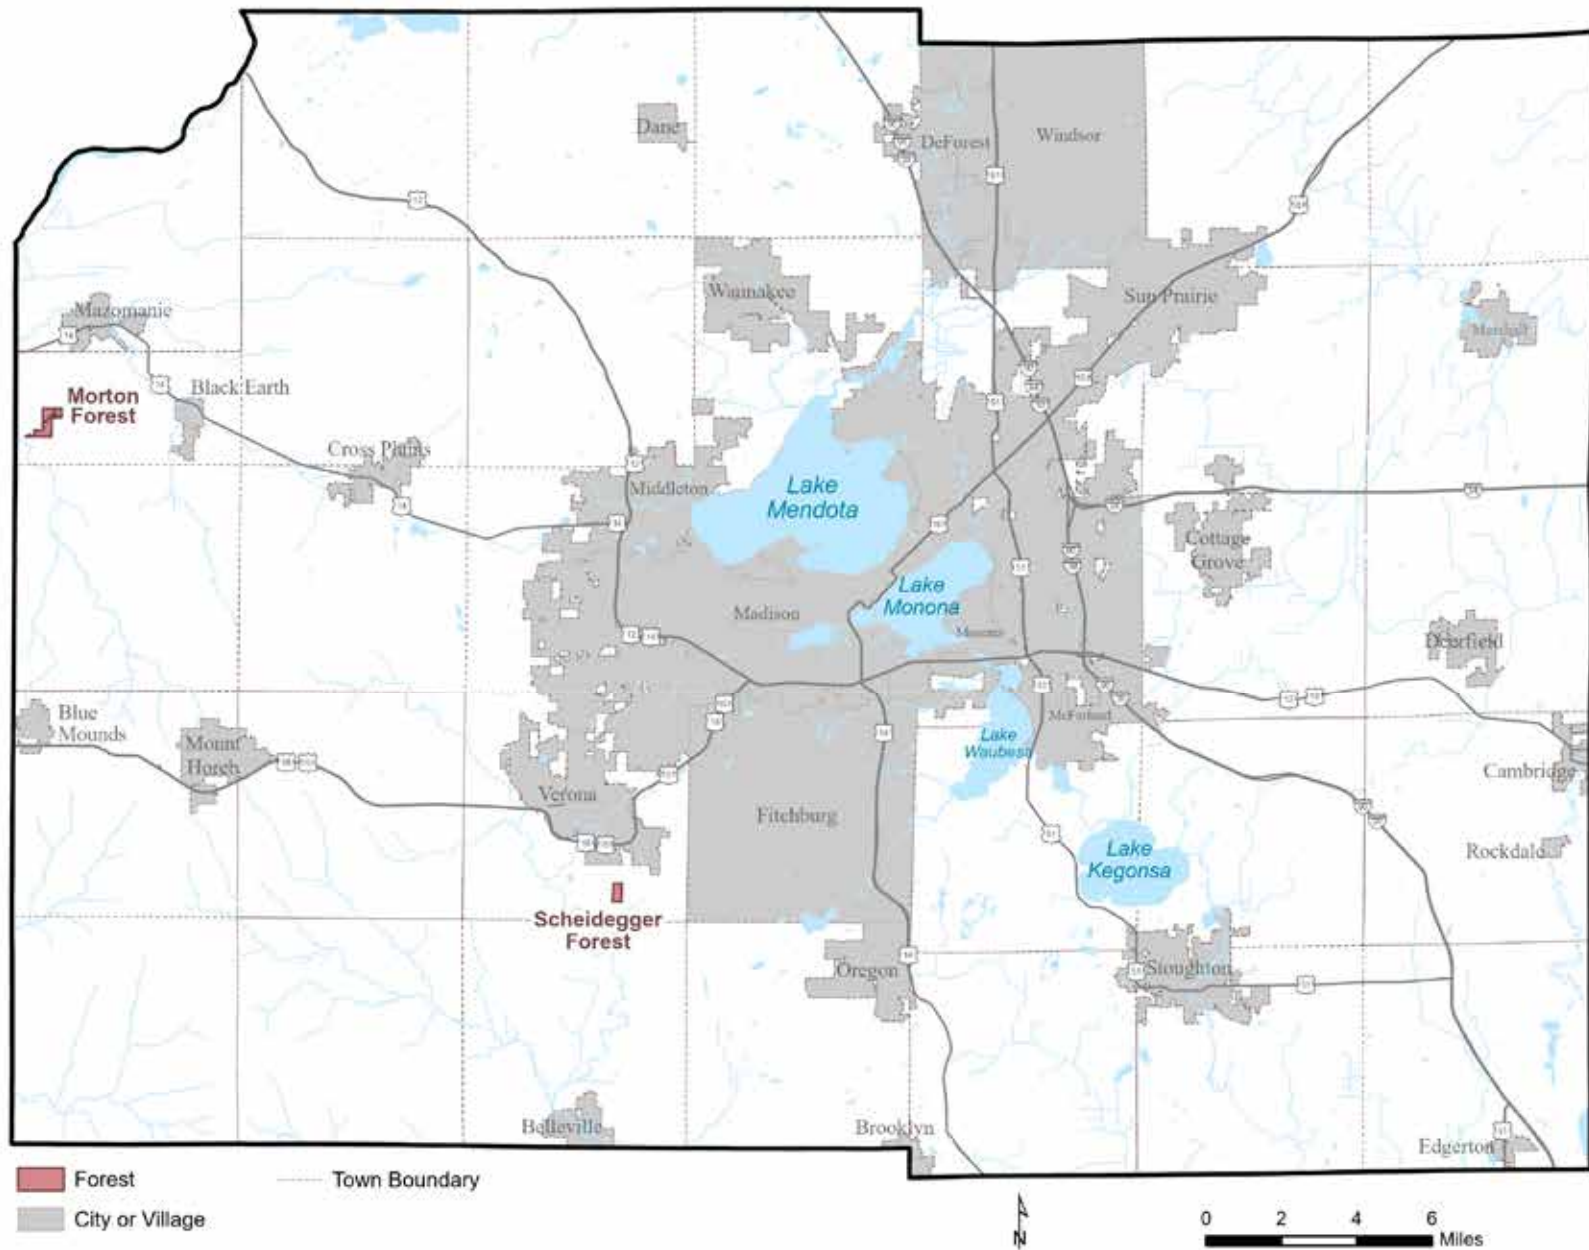 Dane
DeForest
Windsor
Waunakee
Sun Prairie
Mazomanie
Marshall
Morton
Forest
Black Earth
Cross Plains
Middleton
Lake
Mendota
Cottage
Grove
Lake
Monona
Madison
Monona
Deerfield
Blue
Mounds
Mount
Horeb
McFarland
Lake
Waubesa
Cambridge
Verona
Fitchburg
Rockdale
Lake
Kegonsa
Scheidegger
Forest
Oregon
Stoughton
Belleville
Brooklyn
Edgerton
Forest
Town Boundary
City or Village
N
0 2 4 6
Miles